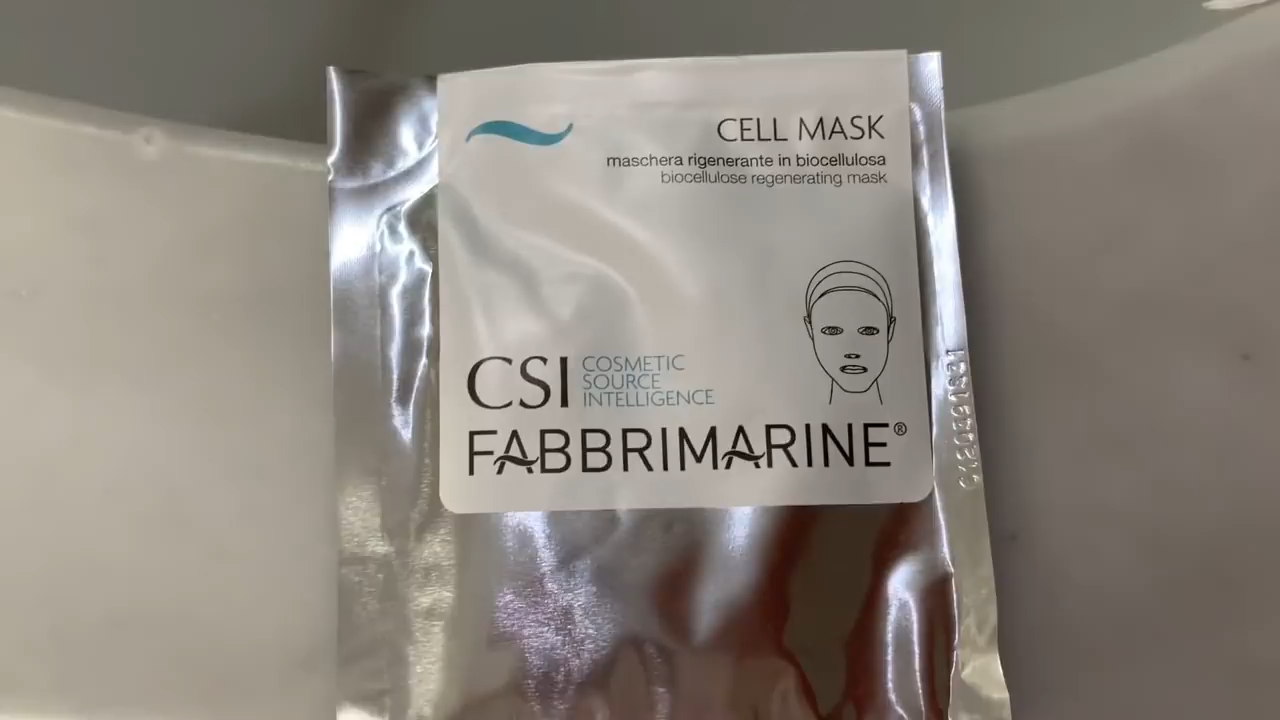 CELL MASK
maschera rigenerante in biocellulosa
biocellulose regenerating mask
CSI COSMETIC
SOURCE
INTELLIGENCE
FABBRIMARINE®